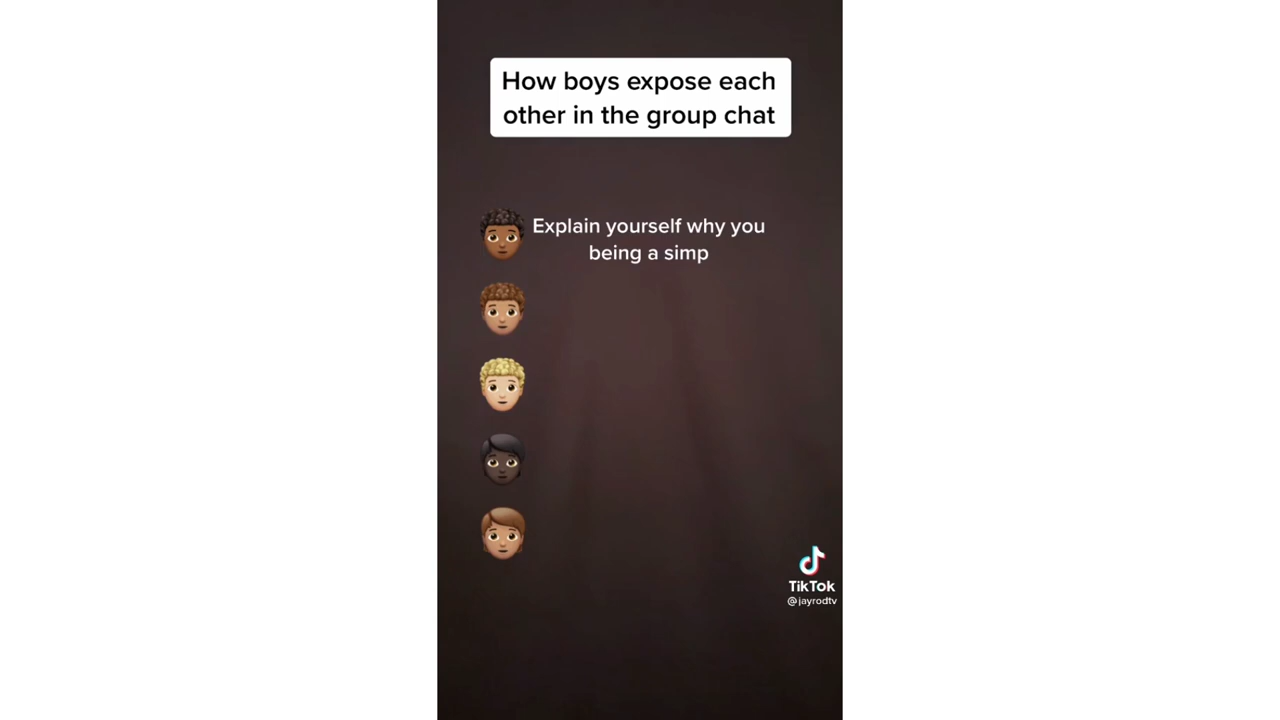 How boys expose each
other in the group chat
Explain yourself why you
being a simp
TikTok
@jayrodtv